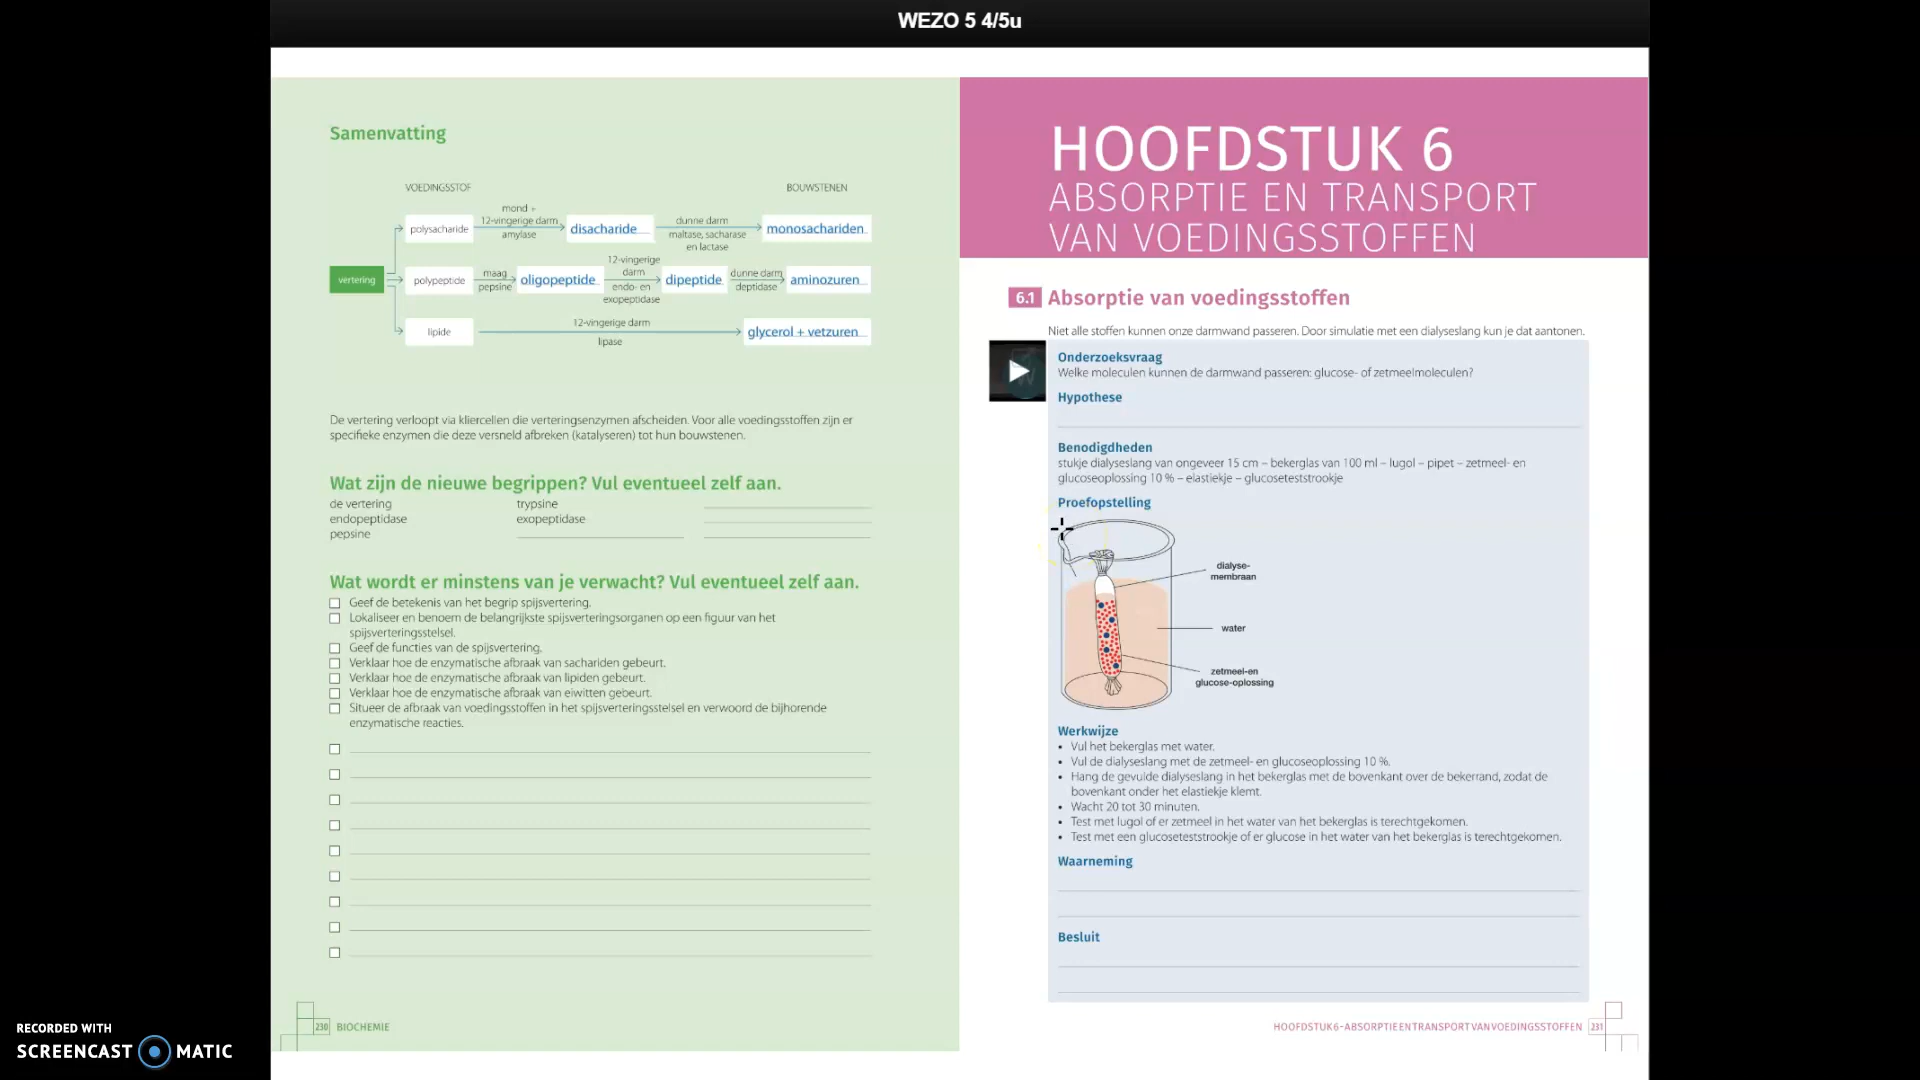 WEZO 5 4/5u
Samenvatting
VOEDINGSSTOF
BOUWSTENEN
polysacharide
mond +
12-vingerige darm
amylase
disacharide
dunne darm
maltase, sacharase
en lactase
monosachariden
vertering
polypeptide
maag
pepsine
oligopeptide
12-vingerige
darm
endo- en
exopeptidase
dipeptide
dunne darm
deptidase
aminozuren
lipide
12-vingerige darm
lipase
glycerol + vetzuren
De vertering verloopt via kliercellen die verteringsenzymen afscheiden. Voor alle voedingsstoffen zijn er
specifieke enzymen die deze versneld afbreken (katalyseren) tot hun bouwstenen.
Wat zijn de nieuwe begrippen? Vul eventueel zelf aan.
de vertering
endopeptidase
pepsine
trypsine
exopeptidase
Wat wordt er minstens van je verwacht? Vul eventueel zelf aan.
Geef de betekenis van het begrip spijsvertering.
Lokaliseer en benoem de belangrijkste spijsverteringsorganen op een figuur van het
spijsverteringsstelsel.
Geef de functies van de spijsvertering.
Verklaar hoe de enzymatische afbraak van sachariden gebeurt.
Verklaar hoe de enzymatische afbraak van lipiden gebeurt.
Verklaar hoe de enzymatische afbraak van eiwitten gebeurt.
Situeer de afbraak van voedingsstoffen in het spijsverteringsstelsel en verwoord de bijhorende
enzymatische reacties.
230 BIOCHEMIE
HOOFDSTUK 6
ABSORPTIE EN TRANSPORT
VAN VOEDINGSSTOFFEN
6.1 Absorptie van voedingsstoffen
Niet alle stoffen kunnen onze darmwand passeren. Door simulatie met een dialyseslang kun je dat aantonen.
Onderzoeksvraag
Welke moleculen kunnen de darmwand passeren: glucose- of zetmeelmoleculen?
Hypothese
Benodigdheden
stukje dialyseslang van ongeveer 15 cm – bekerglas van 100 ml – lugol – pipet – zetmeel- en
glucoseoplossing 10 % – elastiekje – glucoseteststrookje
Proefopstelling
dialyse-
membraan
water
zetmeel-en
glucose-oplossing
Werkwijze
• Vul het bekerglas met water.
• Vul de dialyseslang met de zetmeel- en glucoseoplossing 10 %.
• Hang de gevulde dialyseslang in het bekerglas met de bovenkant over de bekerrand, zodat de
bovenkant onder het elastiekje klemt.
• Wacht 20 tot 30 minuten.
• Test met lugol of er zetmeel in het water van het bekerglas is terechtgekomen.
• Test met een glucoseteststrookje of er glucose in het water van het bekerglas is terechtgekomen.
Waarneming
Besluit
HOOFDSTUK 6 - ABSORPTIE EN TRANSPORT VAN VOEDINGSSTOFFEN 231
RECORDED WITH
SCREENCAST MATIC